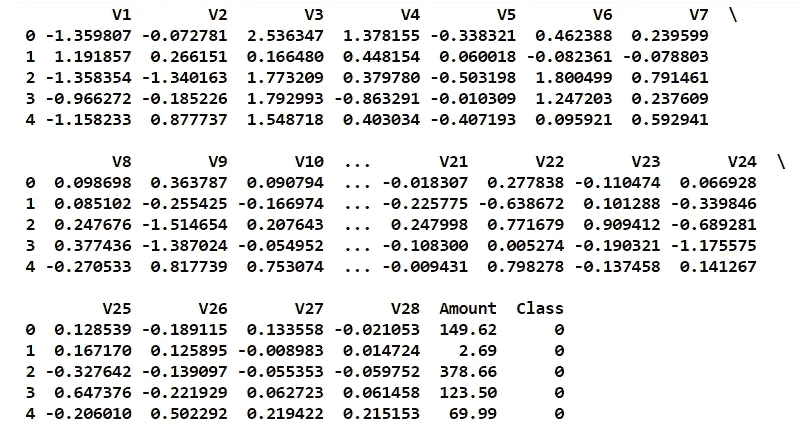 V1 V2 V3 V4 V5 V6 V7 \
0 -1.359807 -0.072781 2.536347 1.378155 -0.338321 0.462388 0.239599
1 1.191857 0.266151 0.166480 0.448154 0.060018 -0.082361 -0.078803
2 -1.358354 -1.340163 1.773209 0.379780 -0.503198 1.800499 0.791461
3 -0.966272 -0.185226 1.792993 -0.863291 -0.010309 1.247203 0.237609
4 -1.158233 0.877737 1.548718 0.403034 -0.407193 0.095921 0.592941
V8 V9 V10 ... V21 V22 V23 V24 \
0 0.098698 0.363787 0.090794 ... -0.018307 0.277838 -0.110474 0.066928
1 0.085102 -0.255425 -0.166974 ... -0.225775 -0.638672 0.101288 -0.339846
2 0.247676 -1.514654 0.207643 ... 0.247998 0.771679 0.909412 -0.689281
3 0.377436 -1.387024 -0.054952 ... -0.108300 0.005274 -0.190321 -1.175575
4 -0.270533 0.817739 0.753074 ... -0.009431 0.798278 -0.137458 0.141267
V25 V26 V27 V28 Amount Class
0 0.128539 -0.189115 0.133558 -0.021053 149.62 0
1 0.167170 0.125895 -0.008983 0.014724 2.69 0
2 -0.327642 -0.139097 -0.055353 -0.059752 378.66 0
3 0.647376 -0.221929 0.062723 0.061458 123.50 0
4 -0.206010 0.502292 0.219422 0.215153 69.99 0